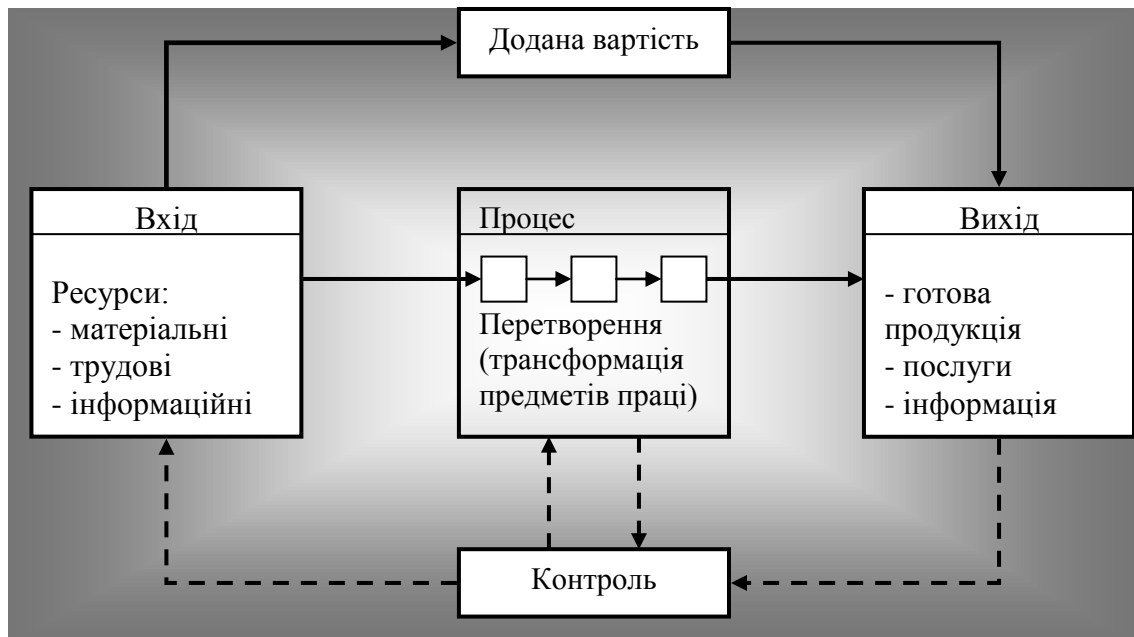 Додана вартість
Вхід
Ресурси:
- матеріальні
- трудові
- інформаційні
Процес
Перетворення
(трансформація
предметів праці)
Вихід
- готова
продукція
- послуги
- інформація
Контроль